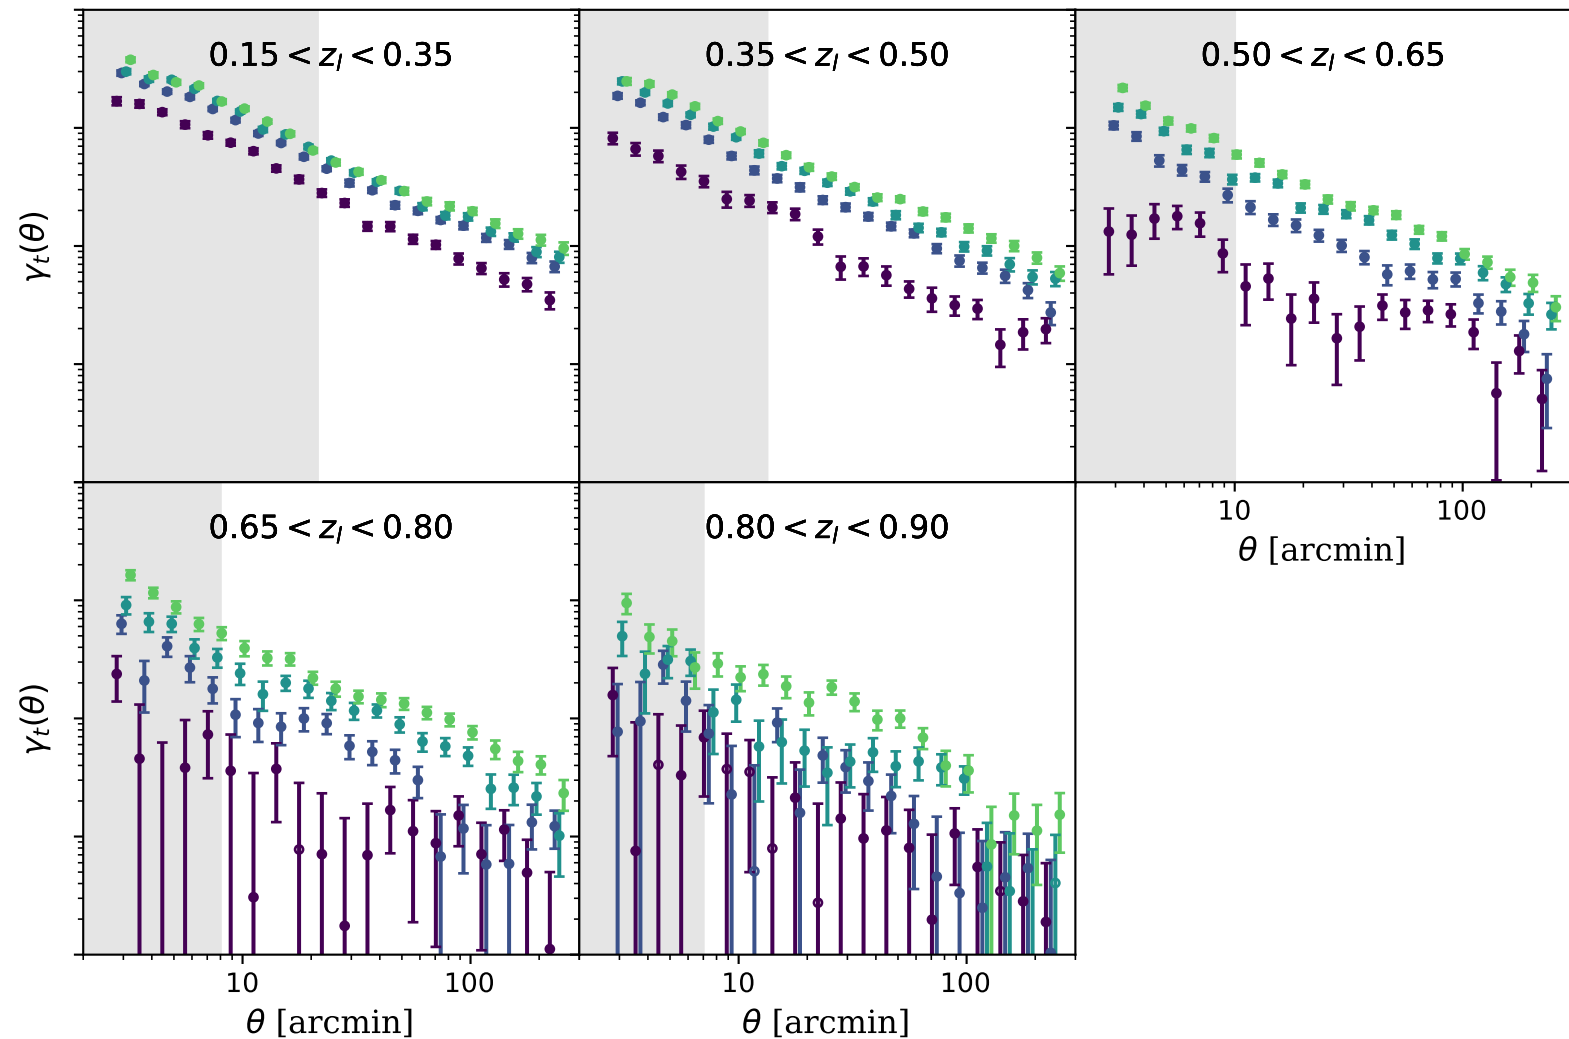 0.15 < z_l < 0.35
0.35 < z_l < 0.50
0.50 < z_l < 0.65
γ_t(θ)
10 100
θ [arcmin]
0.65 < z_l < 0.80
0.80 < z_l < 0.90
γ_t(θ)
10 100
10 100
θ [arcmin]
θ [arcmin]